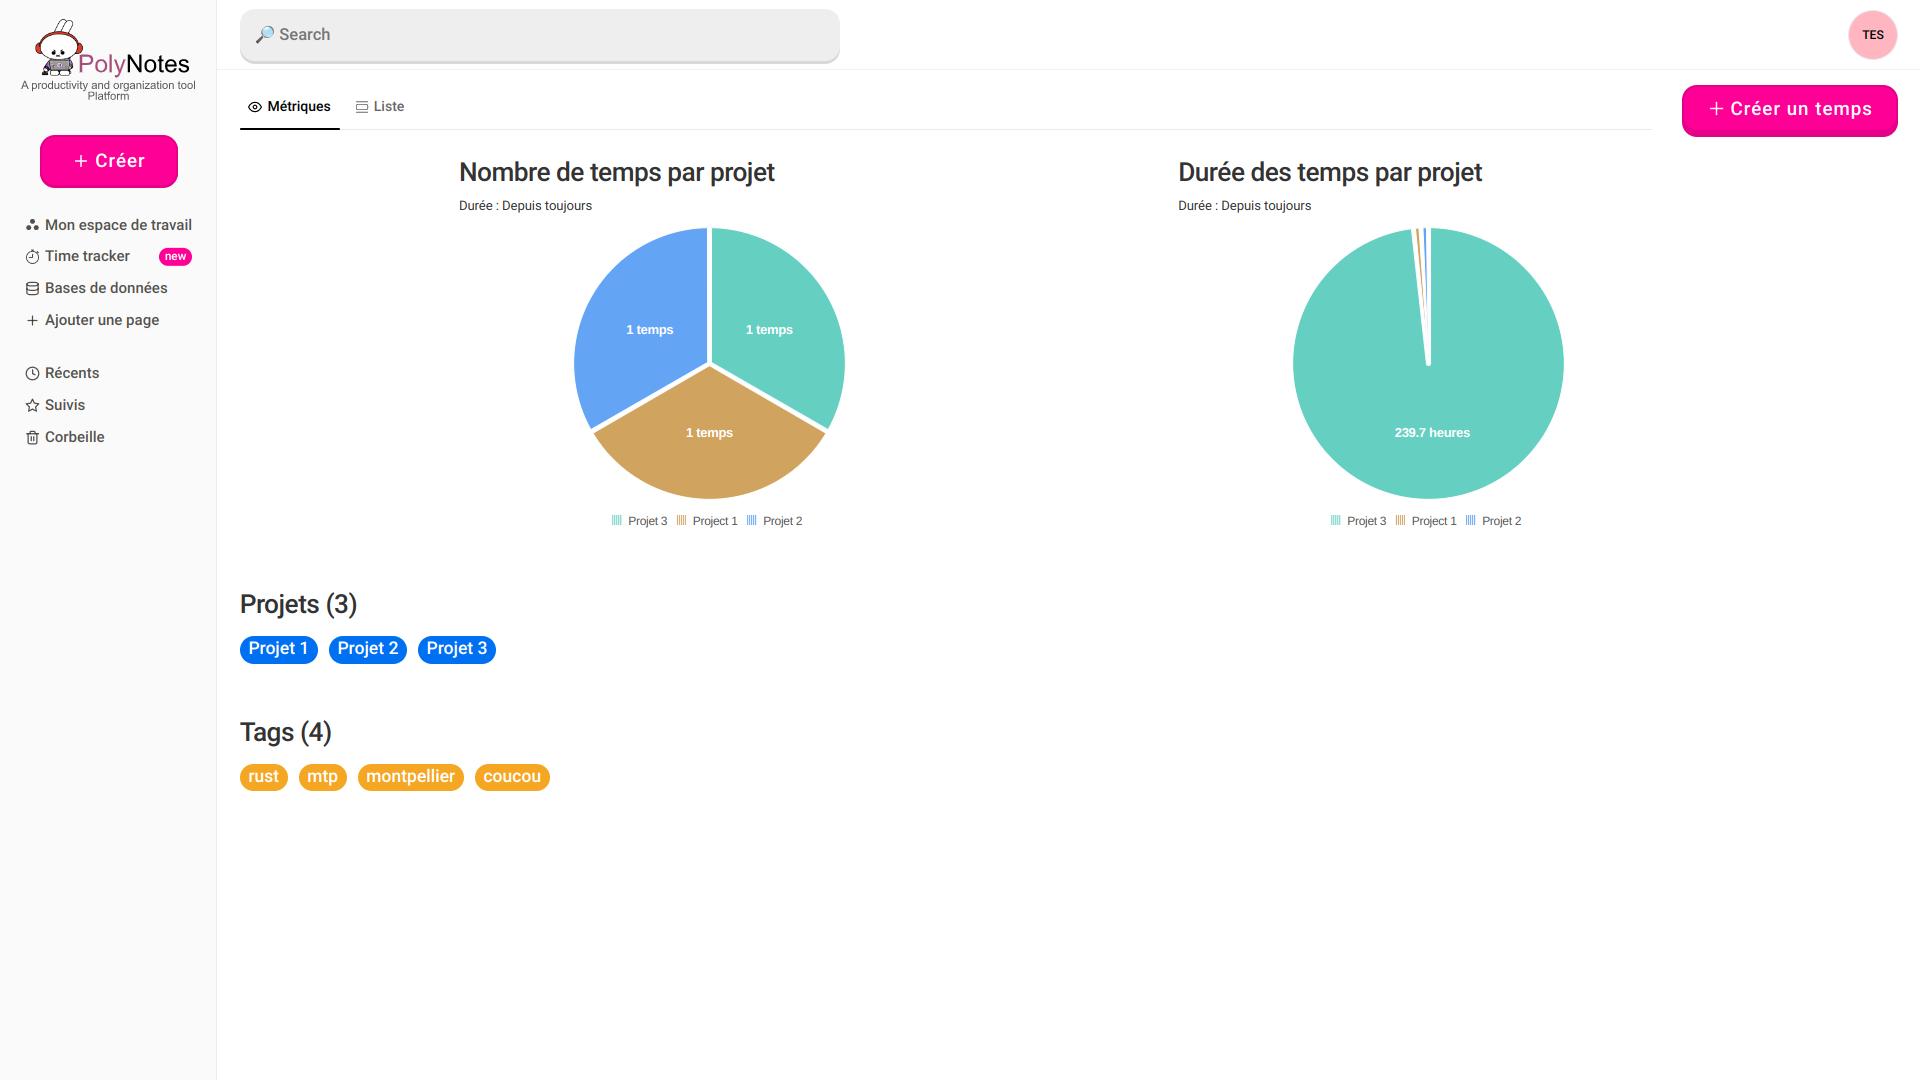 PolyNotes
A productivity and organization tool
Platform
+ Créer
Mon espace de travail
Time tracker new
Bases de données
Ajouter une page
Récents
Suivis
Corbeille
🔎 Search
TES
Métriques
Liste
+ Créer un temps
Nombre de temps par projet
Durée : Depuis toujours
1 temps
1 temps
1 temps
Projet 3 Project 1 Projet 2
Durée des temps par projet
Durée : Depuis toujours
239.7 heures
Projet 3 Project 1 Projet 2
Projets (3)
Projet 1 Projet 2 Projet 3
Tags (4)
rust mtp montpellier coucou